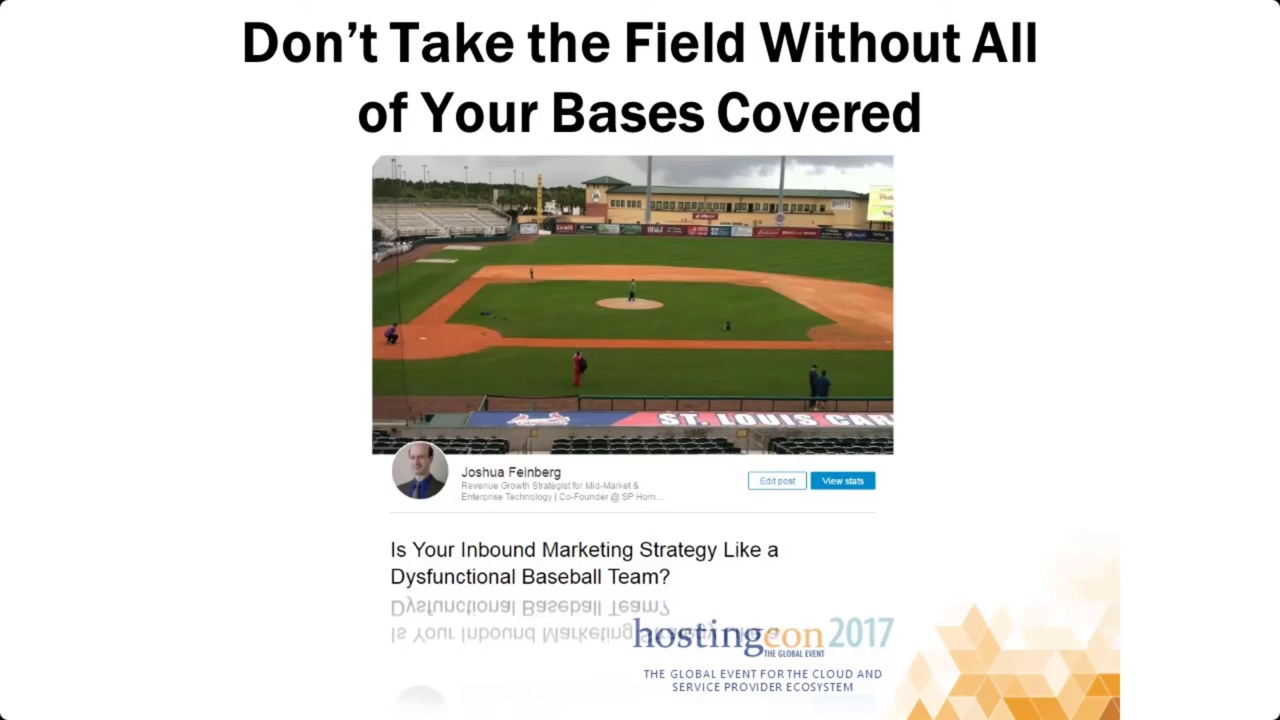 Don't Take the Field Without All
of Your Bases Covered
ST. LOUIS CAR
Joshua Feinberg
Revenue Growth Strategist for Mid-Market &
Enterprise Technology | Co-Founder @ SP Hom...
Edit post
View stats
Is Your Inbound Marketing Strategy Like a
Dysfunctional Baseball Team?
hostingcon 2017
THE GLOBAL EVENT
THE GLOBAL EVENT FOR THE CLOUD AND
SERVICE PROVIDER ECOSYSTEM